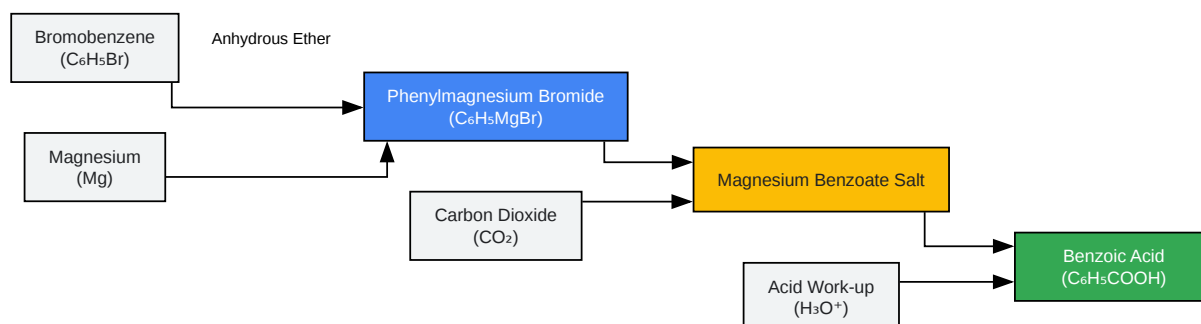 Bromobenzene
(C₆H₅Br)
Anhydrous Ether
Phenylmagnesium Bromide
(C₆H₅MgBr)
Magnesium
(Mg)
Magnesium Benzoate Salt
Carbon Dioxide
(CO₂)
Benzoic Acid
(C₆H₅COOH)
Acid Work-up
(H₃O⁺)